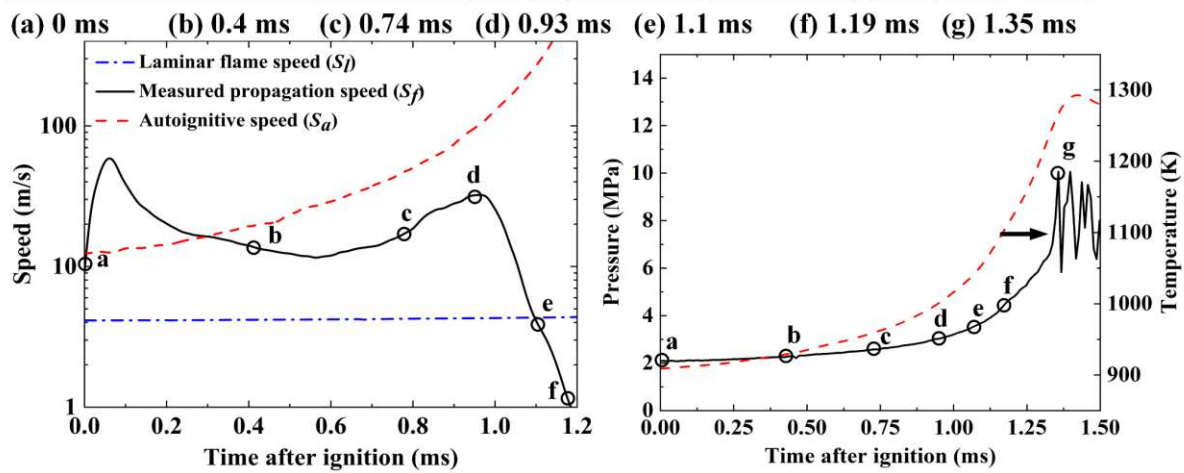 (a) 0 ms (b) 0.4 ms (c) 0.74 ms (d) 0.93 ms (e) 1.1 ms (f) 1.19 ms (g) 1.35 ms
Laminar flame speed (Sl)
Measured propagation speed (Sf)
Autoignitive speed (Sa)
100
10
1
Speed (m/s)
a
b
c
d
e
f
0.0 0.2 0.4 0.6 0.8 1.0 1.2
Time after ignition (ms)
14
12
10
8
6
4
2
0
Pressure (MPa)
a
b
c
d
e
f
g
1300
1200
1100
1000
900
Temperature (K)
0.00 0.25 0.50 0.75 1.00 1.25 1.50
Time after ignition (ms)